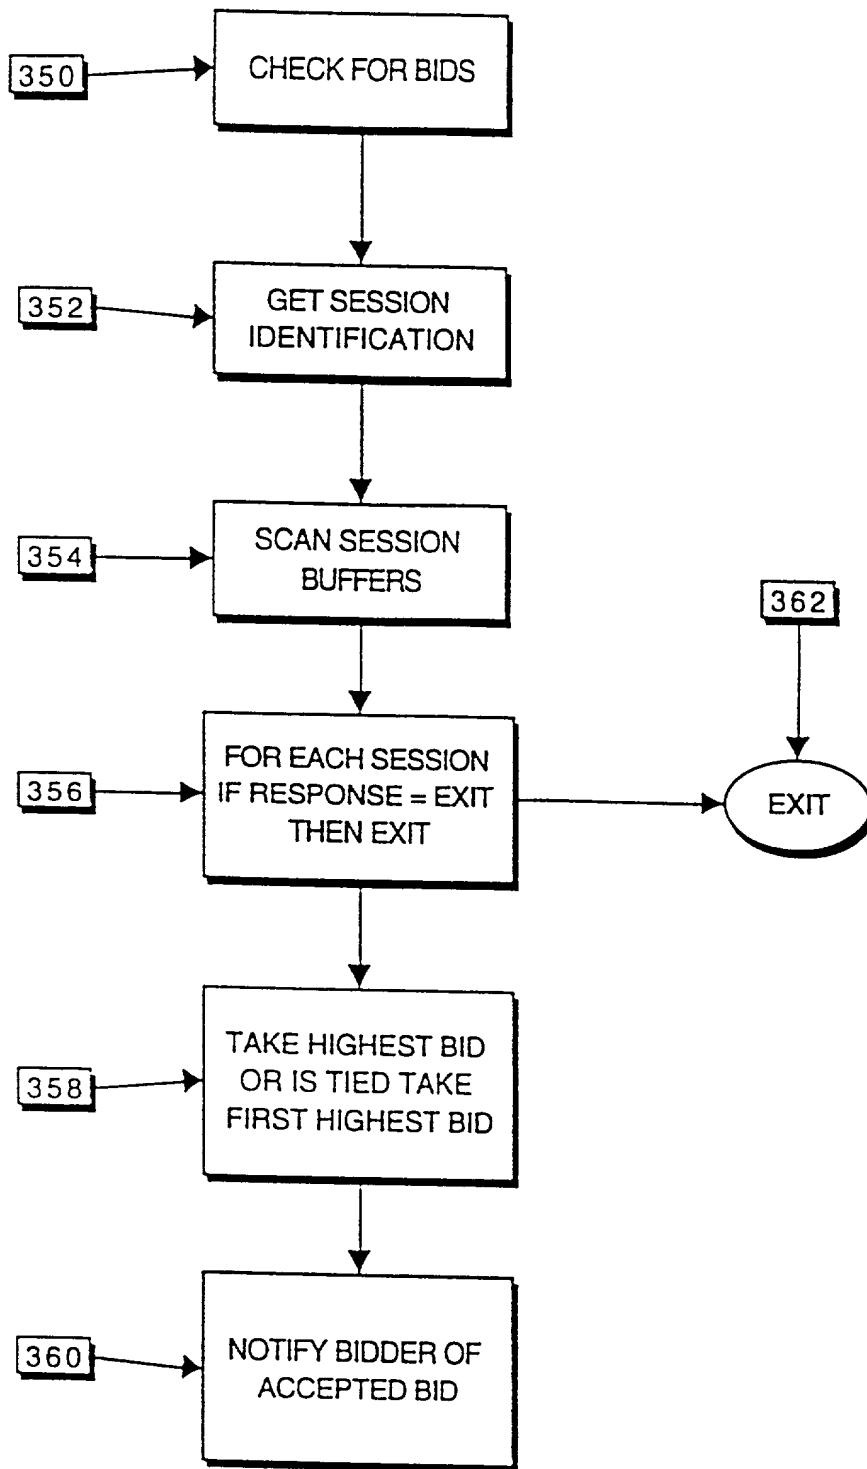 350
CHECK FOR BIDS
352
GET SESSION
IDENTIFICATION
354
SCAN SESSION
BUFFERS
362
356
FOR EACH SESSION
IF RESPONSE = EXIT
THEN EXIT
EXIT
358
TAKE HIGHEST BID
OR IS TIED TAKE
FIRST HIGHEST BID
360
NOTIFY BIDDER OF
ACCEPTED BID